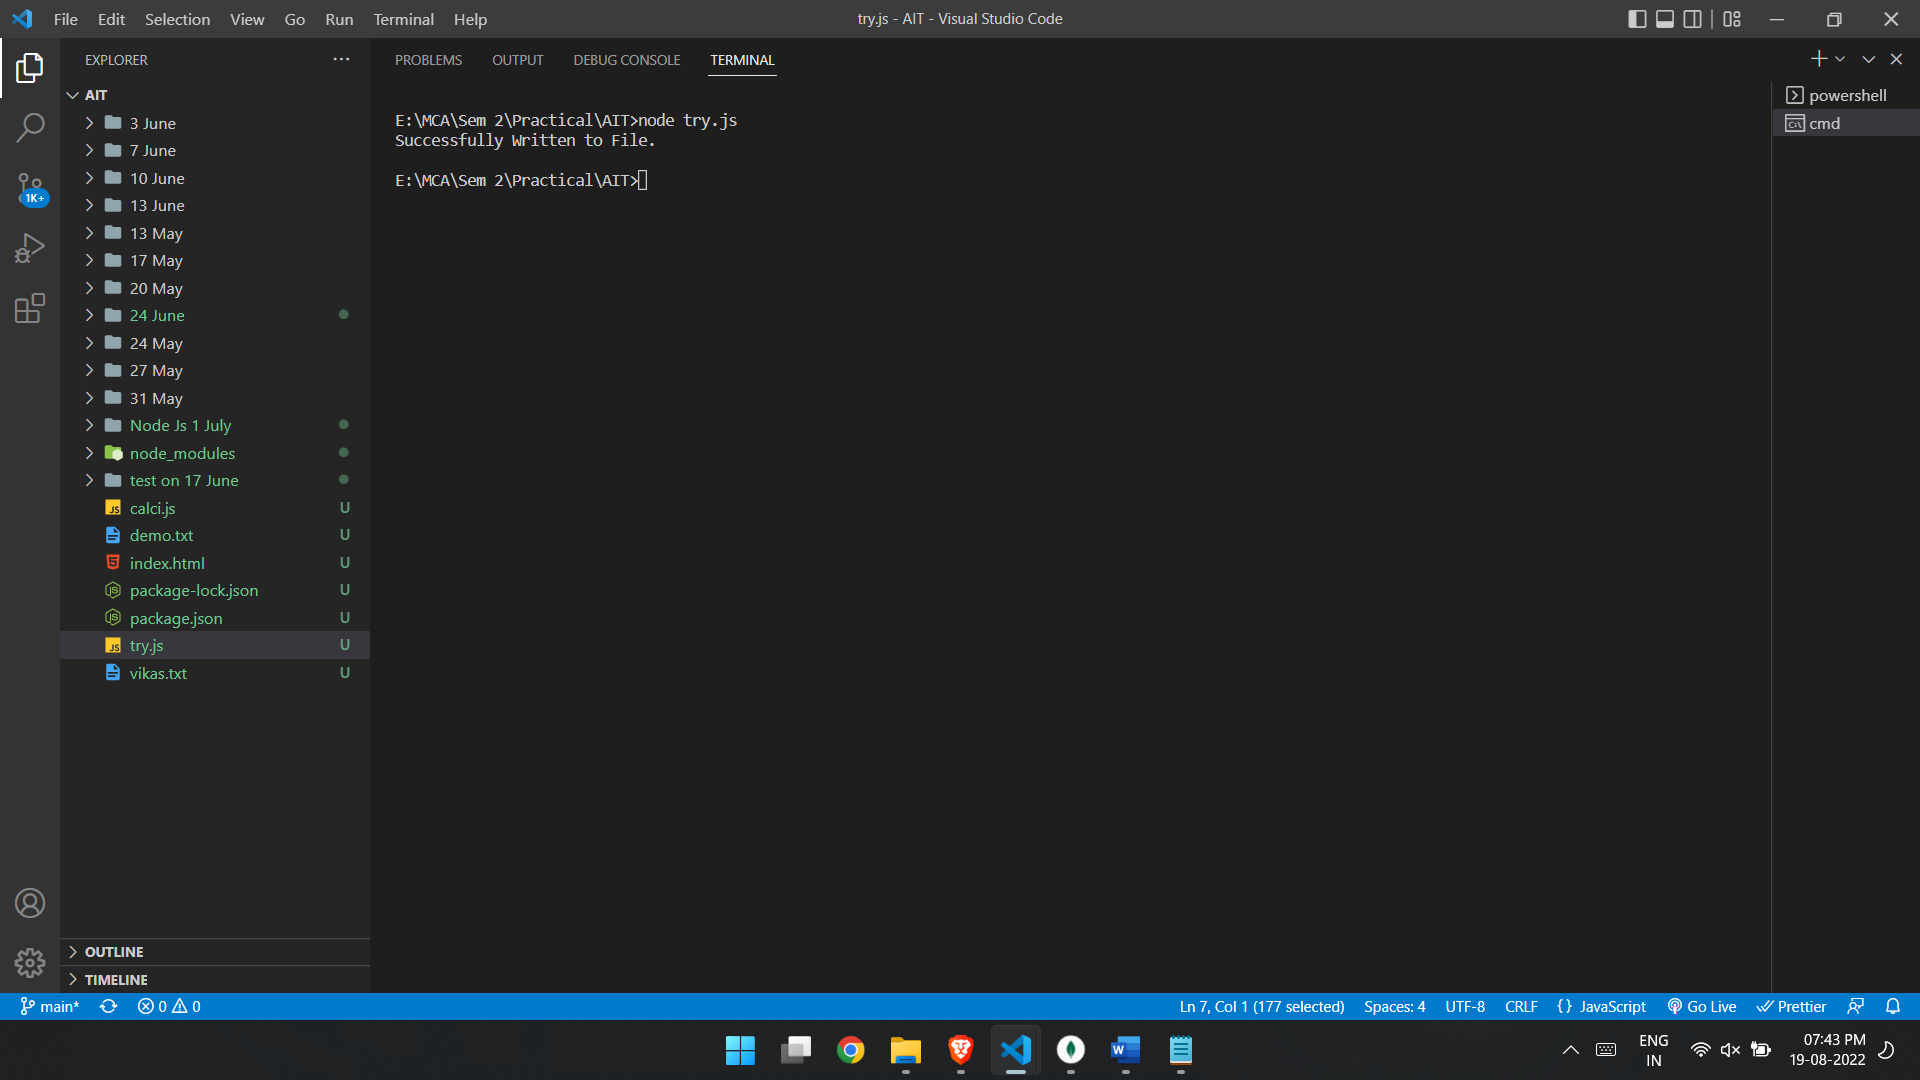 File Edit Selection View Go Run Terminal Help
try.js - AIT - Visual Studio Code
EXPLORER
AIT
3 June
7 June
10 June
13 June
13 May
17 May
20 May
24 June
24 May
27 May
31 May
Node Js 1 July
node_modules
test on 17 June
calci.js U
demo.txt U
index.html U
package-lock.json U
package.json U
try.js U
vikas.txt U
OUTLINE
TIMELINE
1K+
PROBLEMS OUTPUT DEBUG CONSOLE TERMINAL
E:\MCA\Sem 2\Practical\AIT>node try.js
Successfully Written to File.
E:\MCA\Sem 2\Practical\AIT>
powershell
cmd
main* 0 0
Ln 7, Col 1 (177 selected) Spaces: 4 UTF-8 CRLF {} JavaScript Go Live Prettier
ENG
IN
07:43 PM
19-08-2022